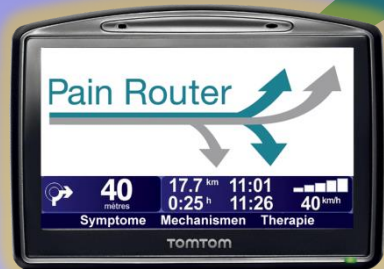 Pain Router
40 17.7 km 11:01
mètres 0:25 h 11:26 40 km/h
Symptome Mechanismen Therapie
TOMTOM